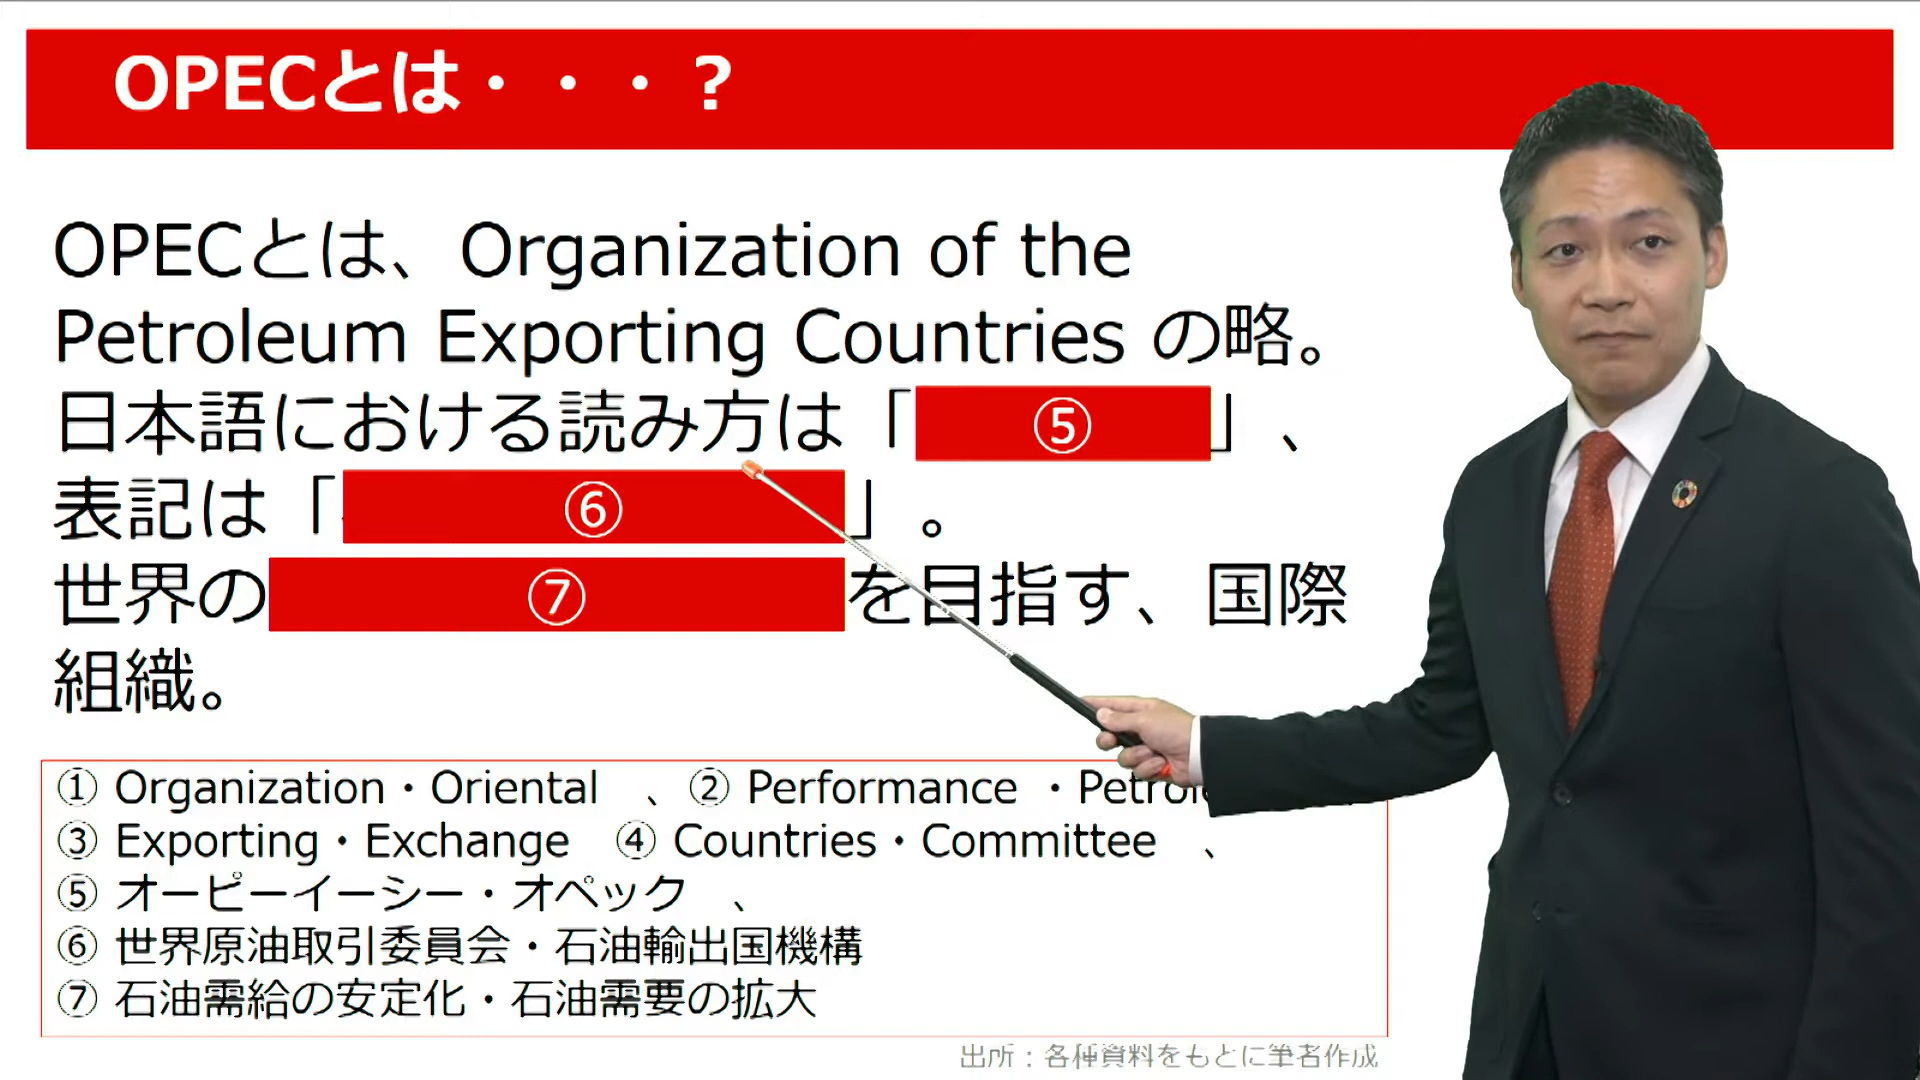 OPECとは・・・？
OPECとは、Organization of the
Petroleum Exporting Countries の略。
日本語における読み方は「⑤」、
表記は「⑥」。
世界の⑦を目指す、国際
組織。
① Organization・Oriental 、② Performance ・
③ Exporting・Exchange ④ Countries・Committee 、
⑤ オーピーイーシー・オペック 、
⑥ 世界原油取引委員会・石油輸出国機構
⑦ 石油需給の安定化・石油需要の拡大
出所：各種資料をもとに筆者作成